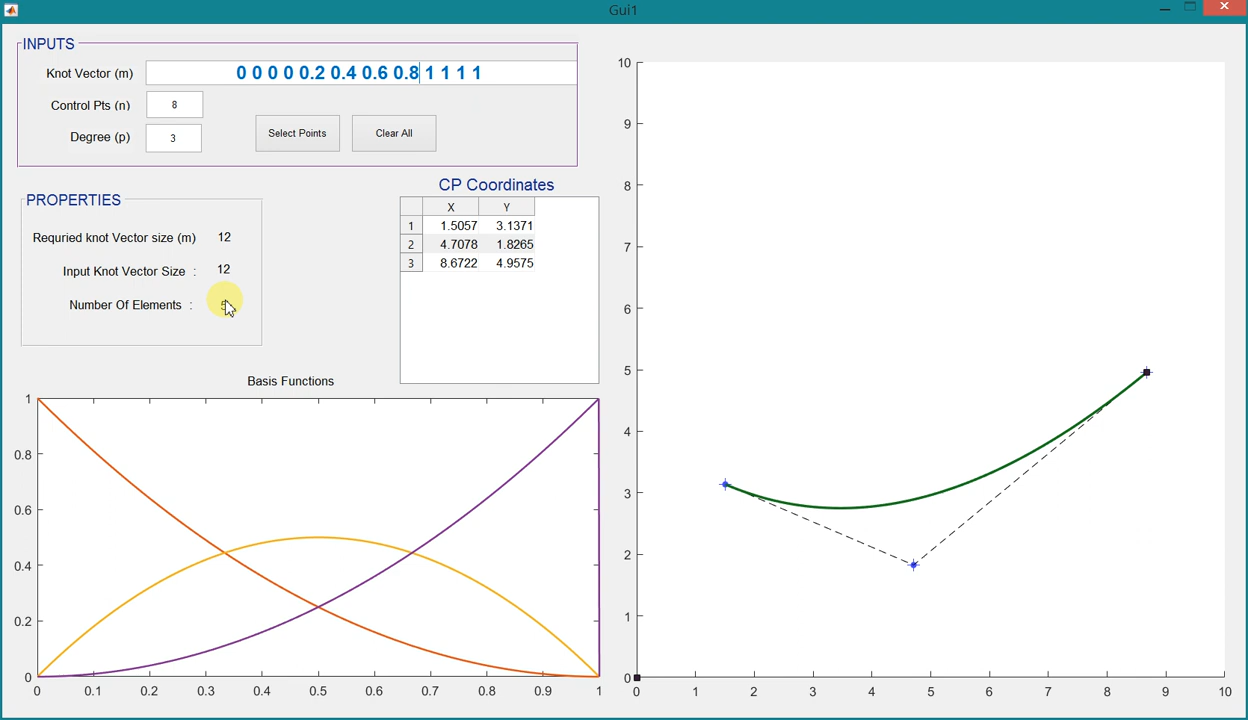 Gui1
INPUTS
Knot Vector (m) 0 0 0 0 0.2 0.4 0.6 0.8 1 1 1 1
Control Pts (n) 8
Degree (p) 3
Select Points Clear All
PROPERTIES
Requried knot Vector size (m) 12
Input Knot Vector Size : 12
Number Of Elements :
CP Coordinates
X Y
1 1.5057 3.1371
2 4.7078 1.8265
3 8.6722 4.9575
Basis Functions
1
0.8
0.6
0.4
0.2
0
0 0.1 0.2 0.3 0.4 0.5 0.6 0.7 0.8 0.9 1
10
9
8
7
6
5
4
3
2
1
0
0 1 2 3 4 5 6 7 8 9 10